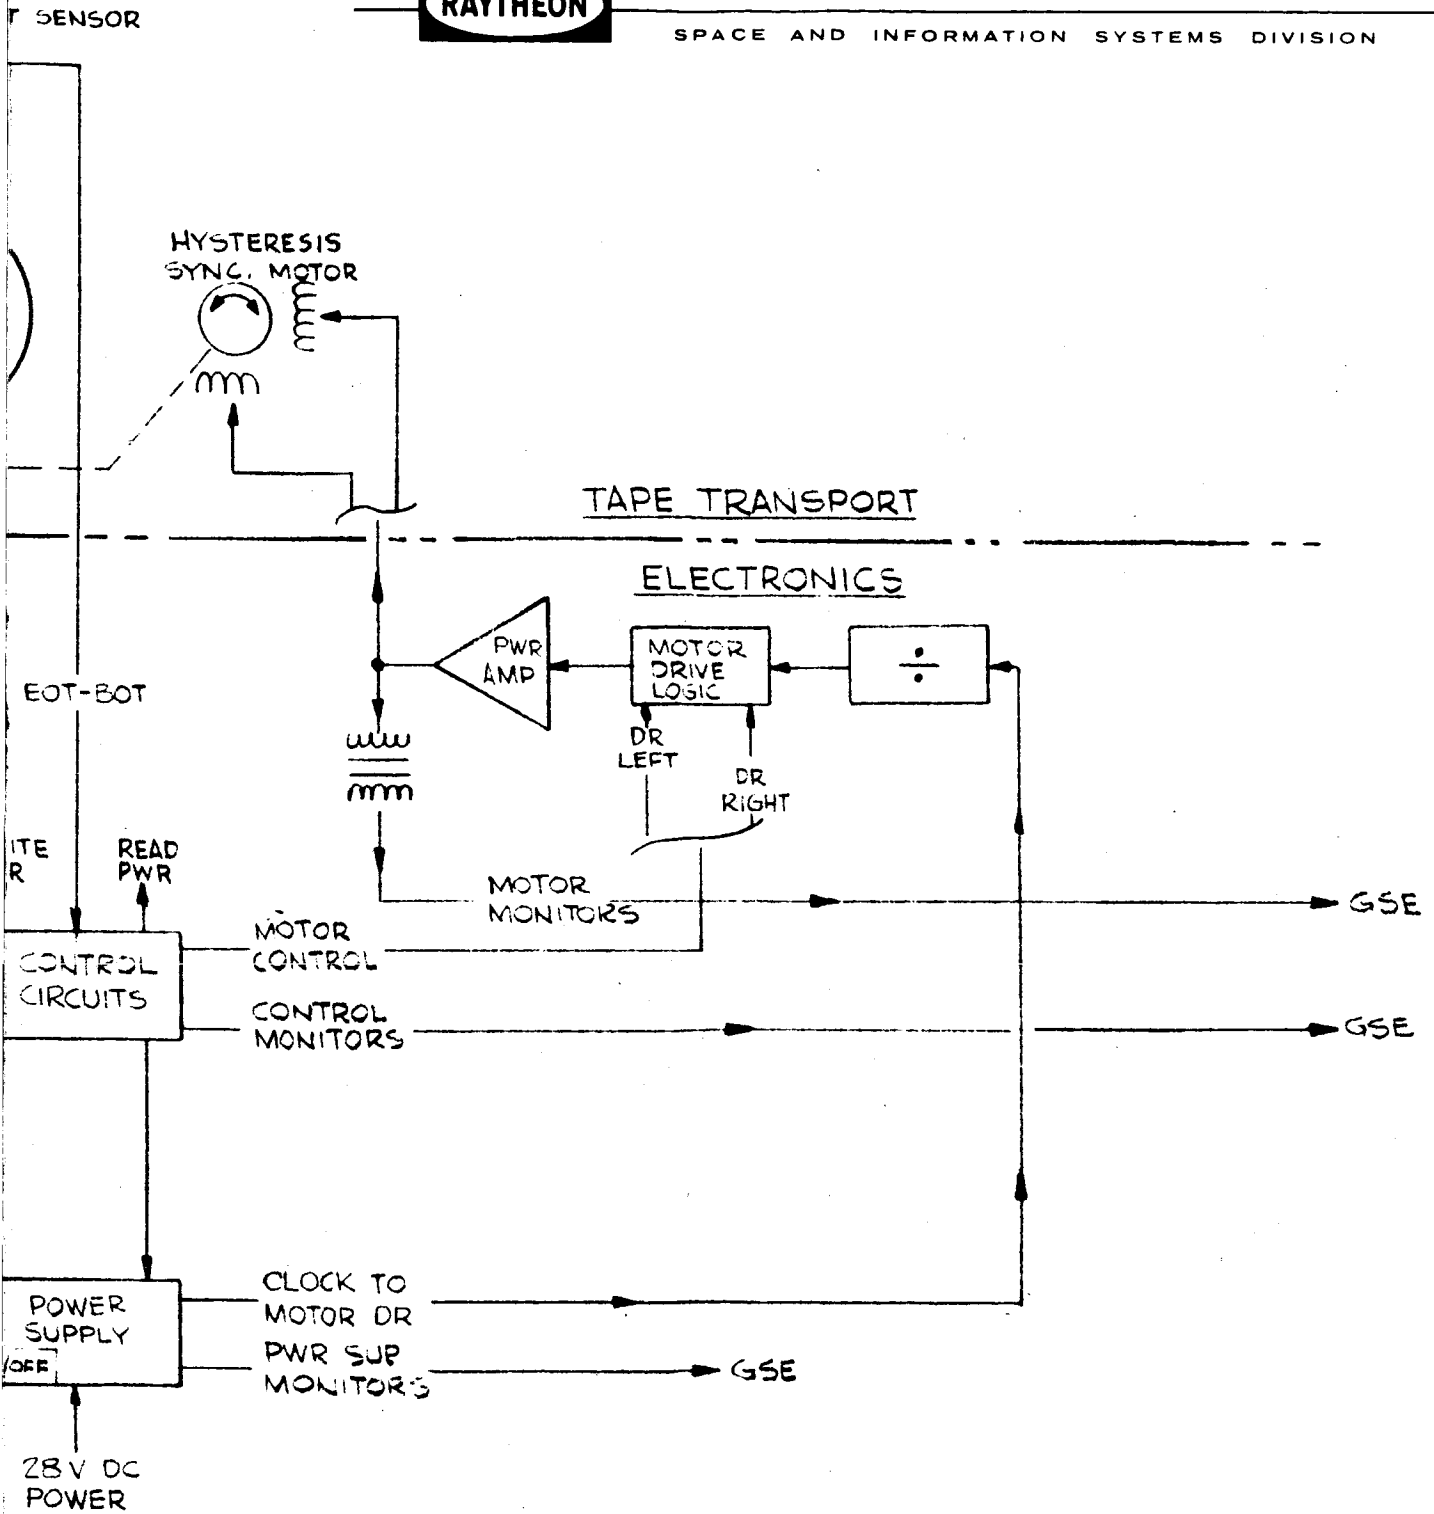 T SENSOR
RAYTHEON
SPACE AND INFORMATION SYSTEMS DIVISION
HYSTERESIS
SYNC. MOTOR
TAPE TRANSPORT
ELECTRONICS
PWR
AMP
MOTOR
DRIVE
LOGIC
÷
EOT-BOT
DR
LEFT
DR
RIGHT
ITE
R
READ
PWR
MOTOR
MONITORS
GSE
MOTOR
CONTROL
CONTROL
CIRCUITS
CONTROL
MONITORS
GSE
CLOCK TO
MOTOR DR
POWER
SUPPLY
/OFF
PWR SUP
MONITORS
GSE
28 V DC
POWER